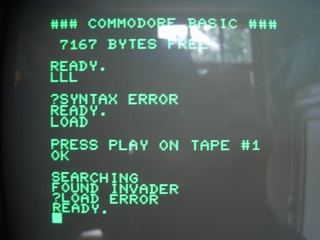 ### COMMODORE BASIC ###
7167 BYTES FREE
READY.
LLL
?SYNTAX ERROR
READY.
LOAD
PRESS PLAY ON TAPE #1
OK
SEARCHING
FOUND INVADER
?LOAD ERROR
READY.